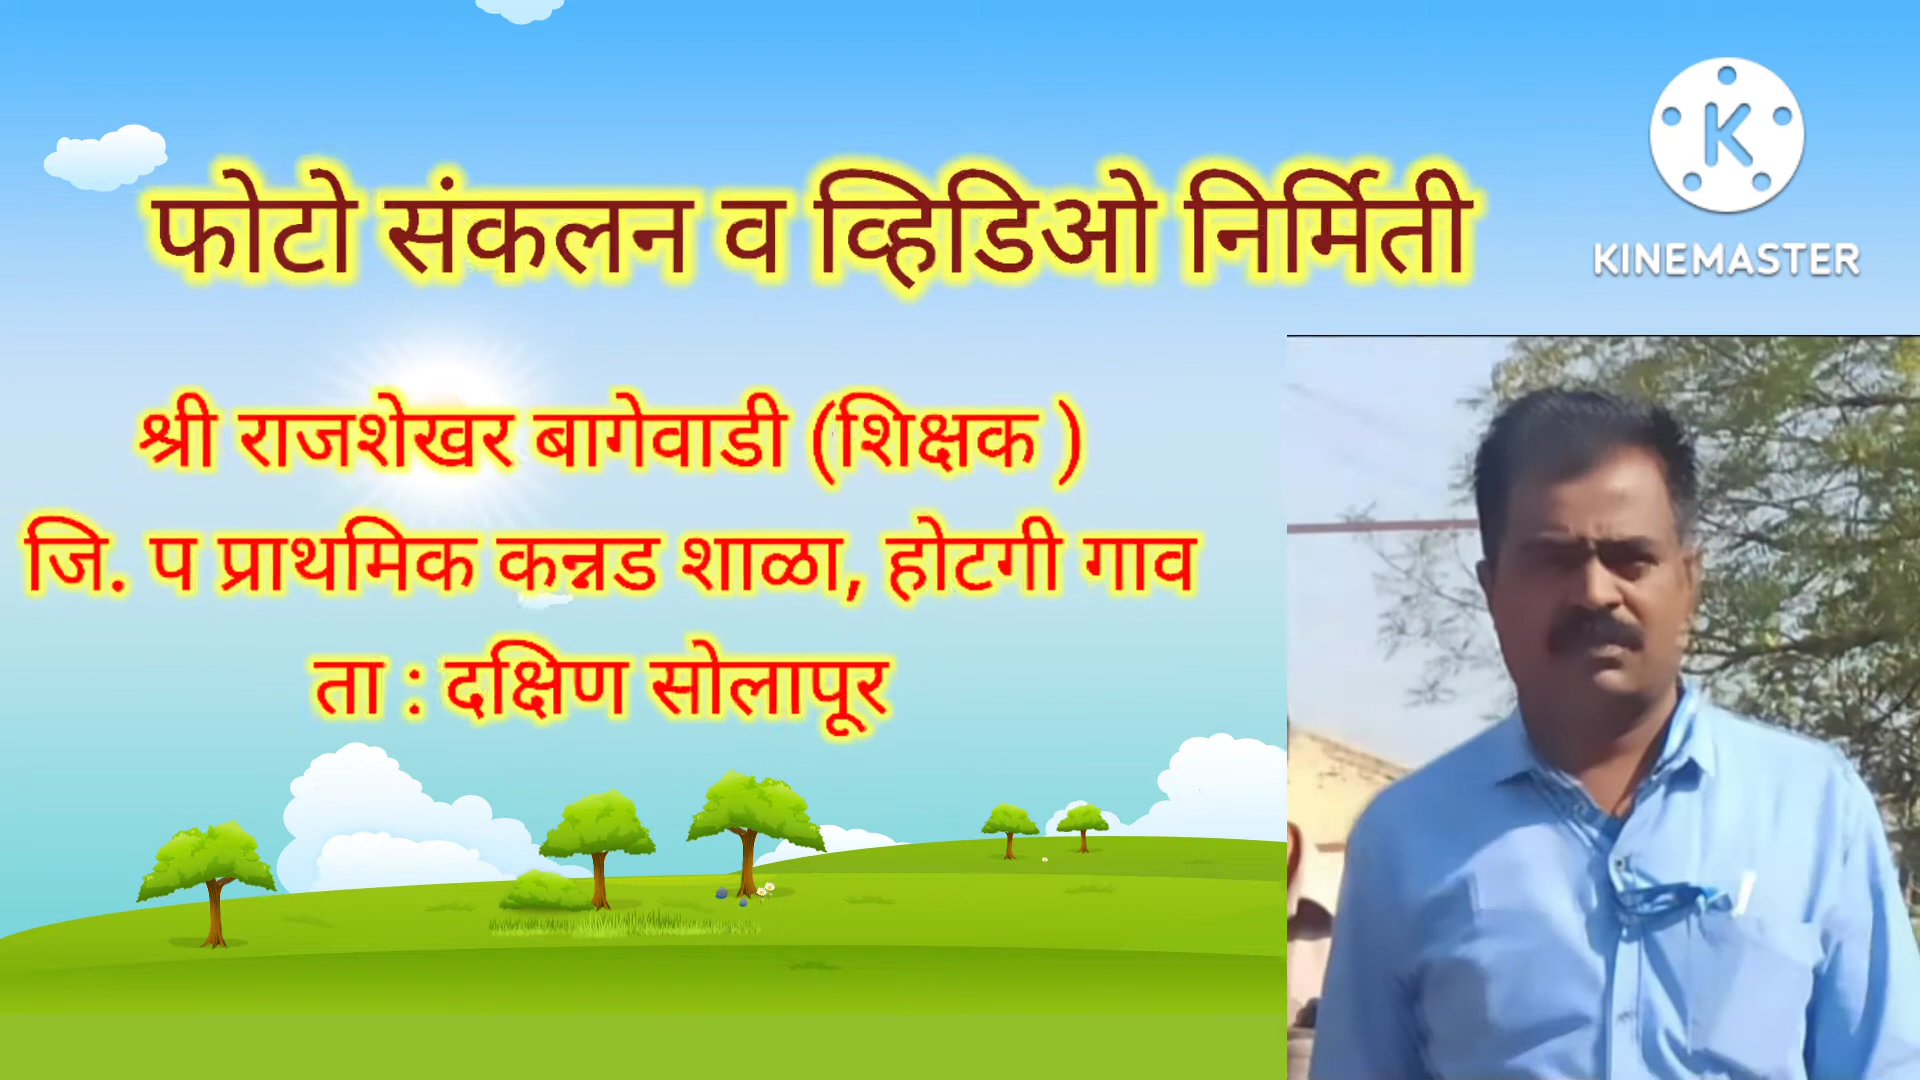 फोटो संकलन व व्हिडिओ निर्मिती
KINEMASTER
श्री राजशेखर बागेवाडी (शिक्षक )
जि. प प्राथमिक कन्नड शाळा, होटगी गाव
ता : दक्षिण सोलापूर